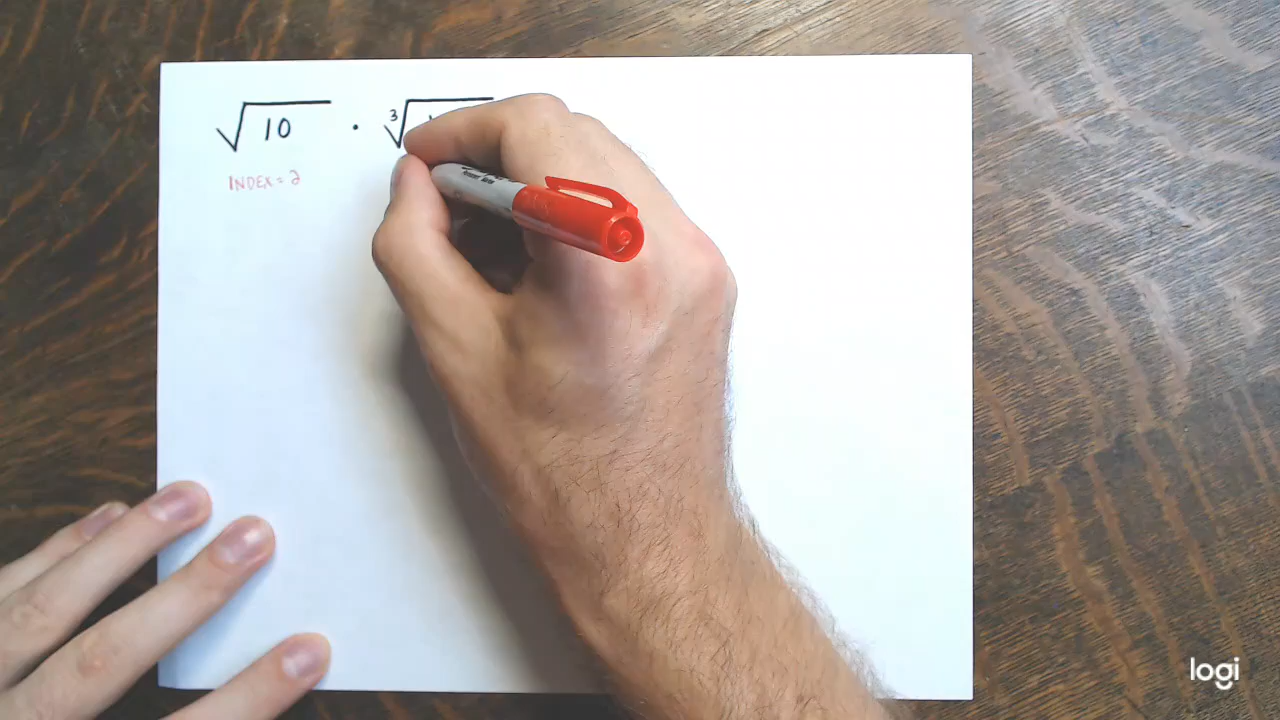 √10 · ∛
INDEX = 2
logi